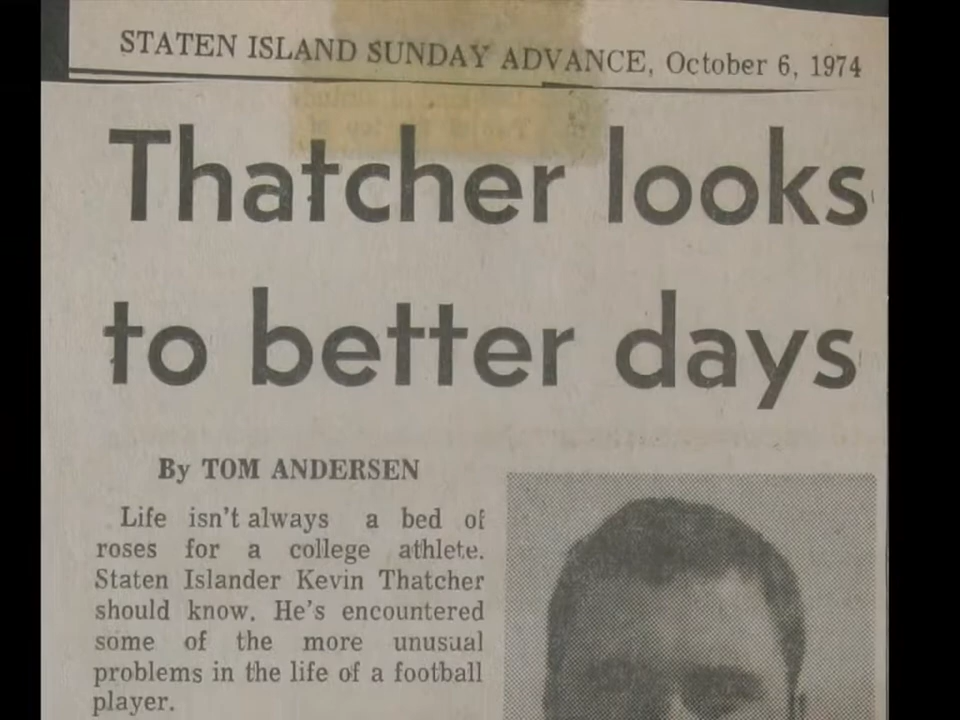 STATEN ISLAND SUNDAY ADVANCE, October 6, 1974
Thatcher looks
to better days
By TOM ANDERSEN
Life isn't always a bed of
roses for a college athlete.
Staten Islander Kevin Thatcher
should know. He's encountered
some of the more unusual
problems in the life of a football
player.